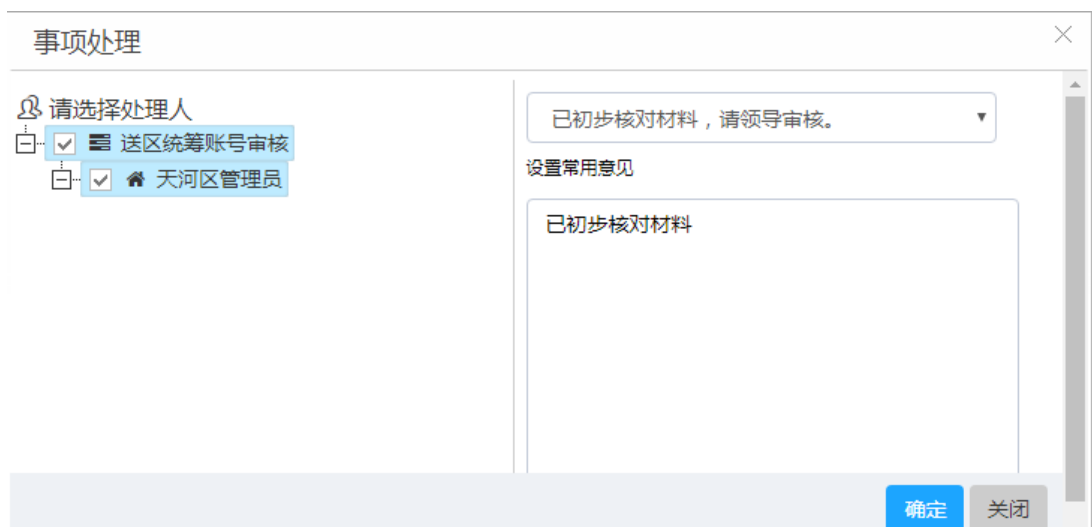 事项处理
请选择处理人
送区统筹账号审核
天河区管理员
已初步核对材料，请领导审核。
设置常用意见
已初步核对材料
确定
关闭